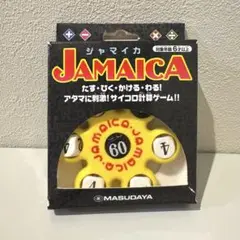 ジャマイカ
対象年齢6才以上
JAMAICA
たす・ひく・かける・わる!
アタマに刺激!サイコロ計算ゲーム!!
JAMAICA・JAMAICA・
60
4
MASUDAYA